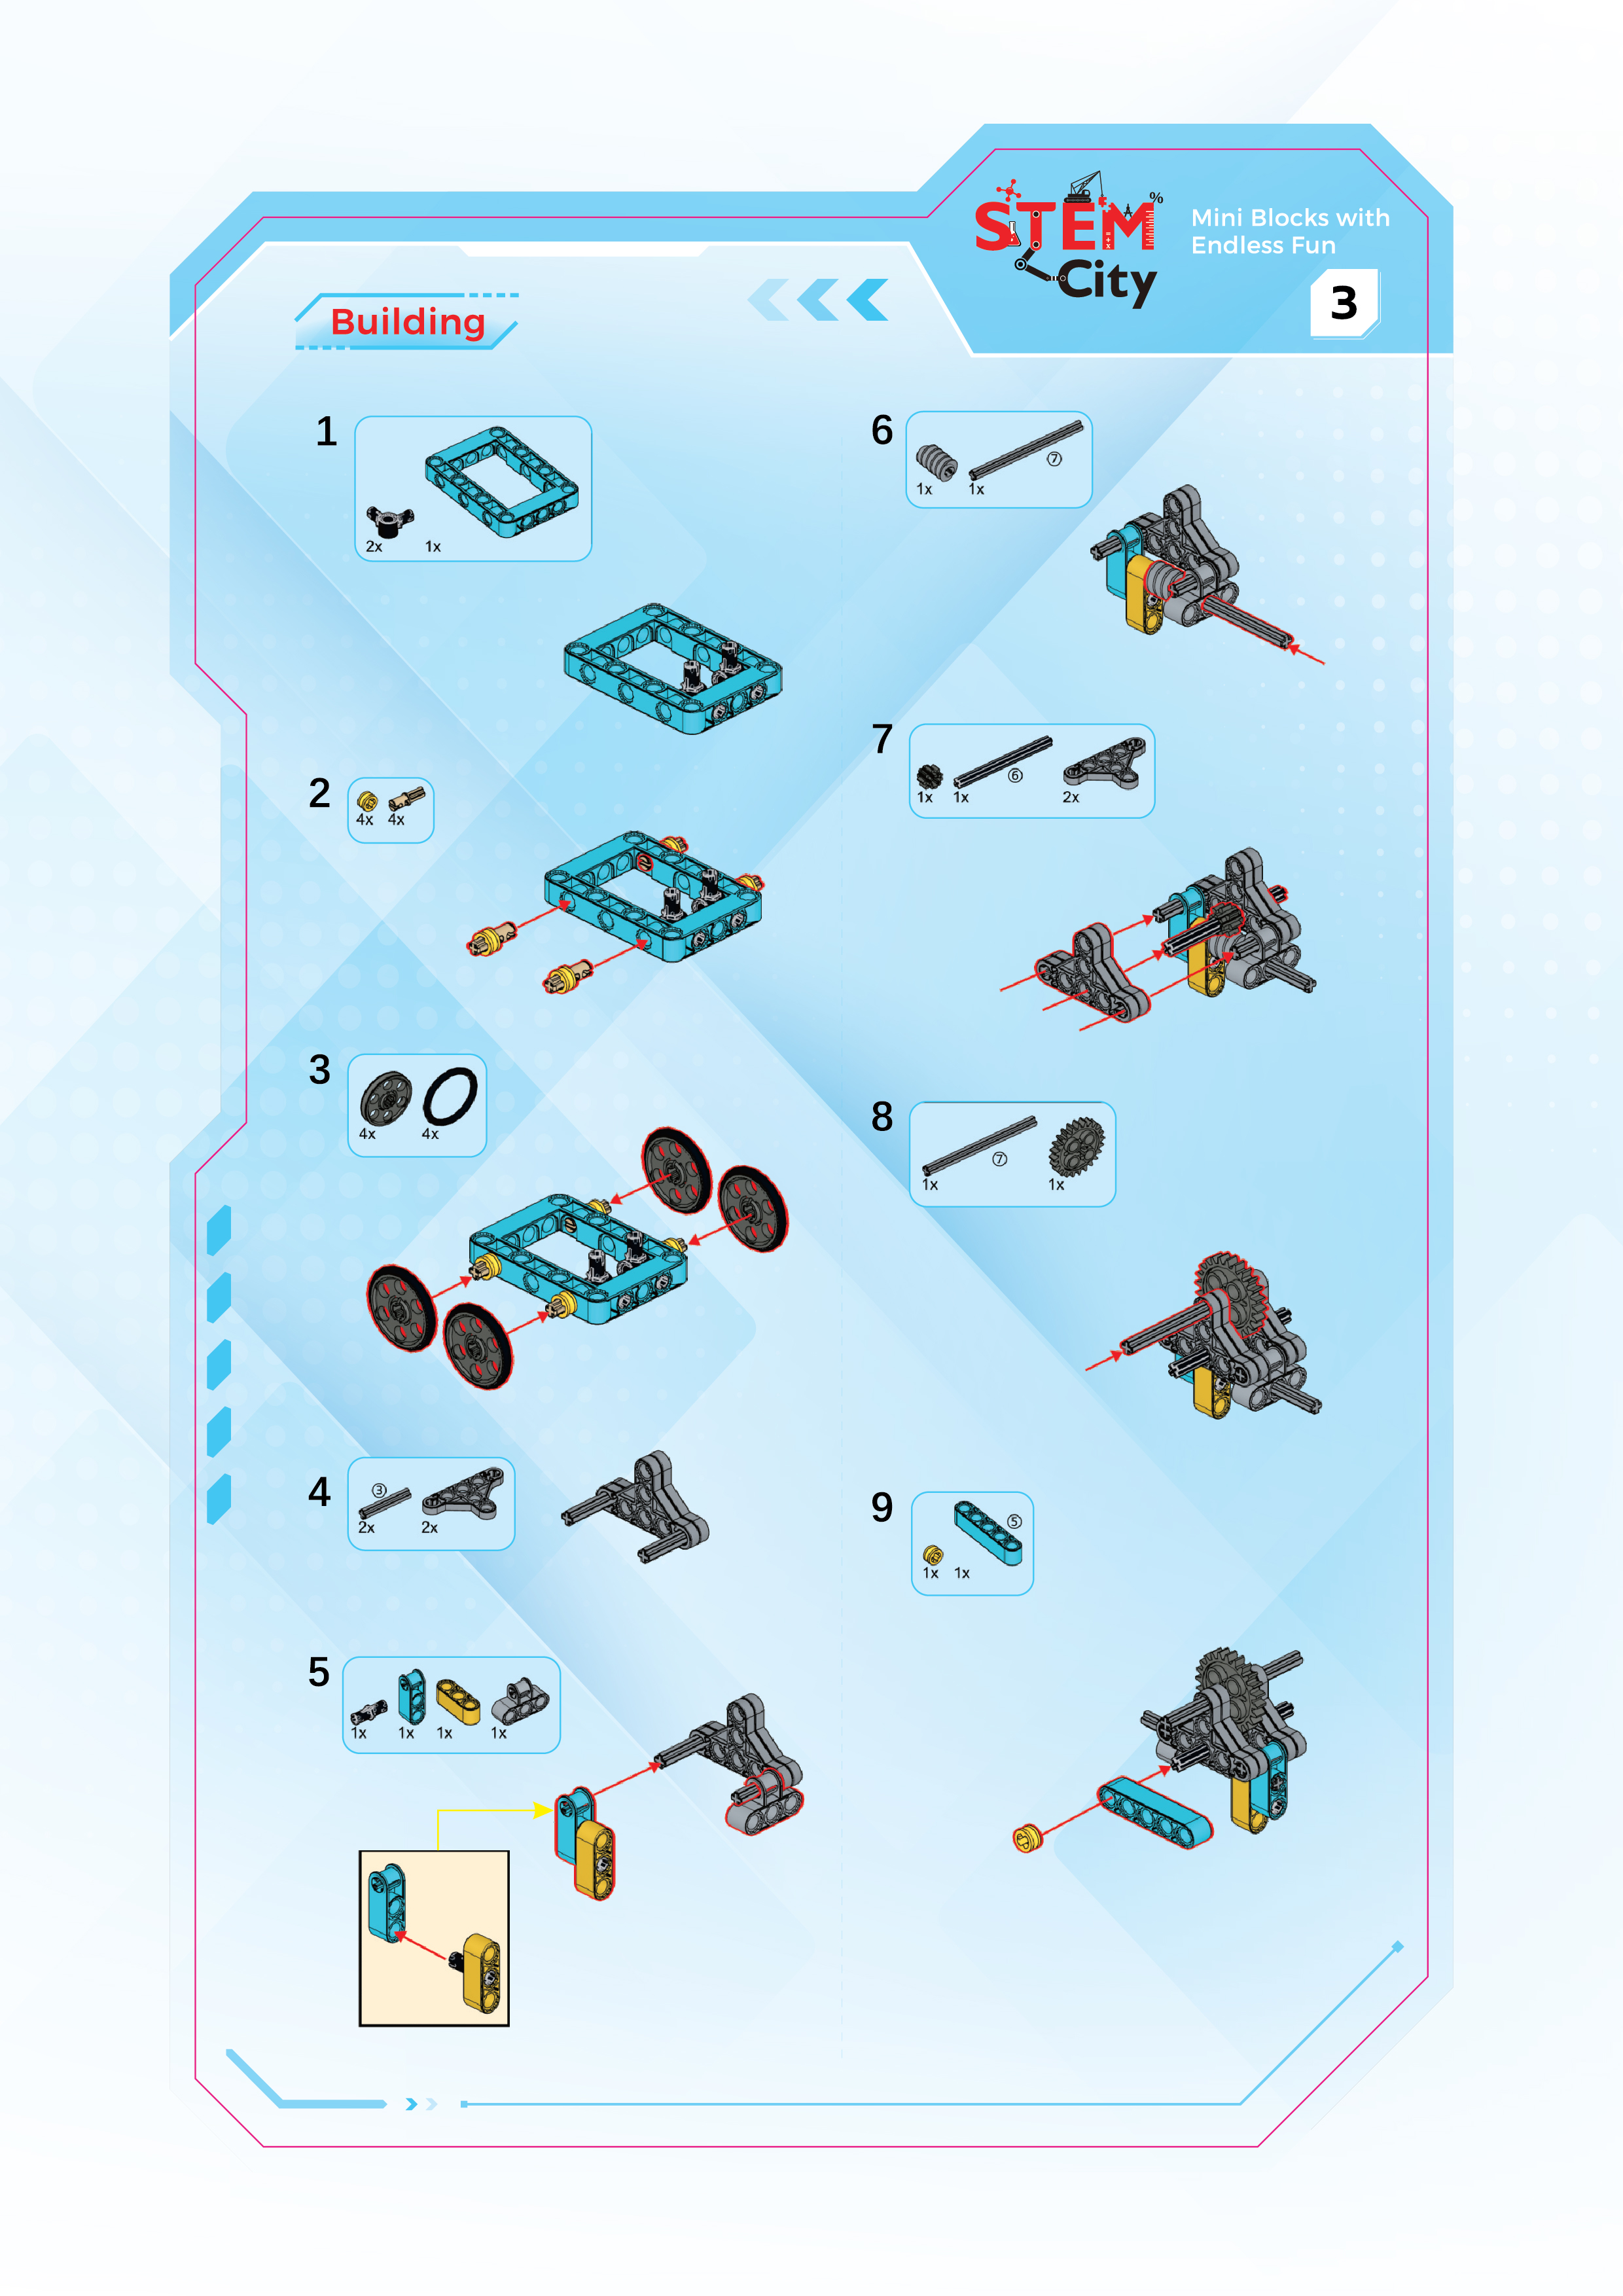 STEM
City
%
Mini Blocks with
Endless Fun
3
Building
1
2x 1x
2
4x 4x
3
4x 4x
4
③
2x 2x
5
1x 1x 1x 1x
6
⑦
1x 1x
7
⑥
1x 1x 2x
8
⑦
1x 1x
9
⑤
1x 1x